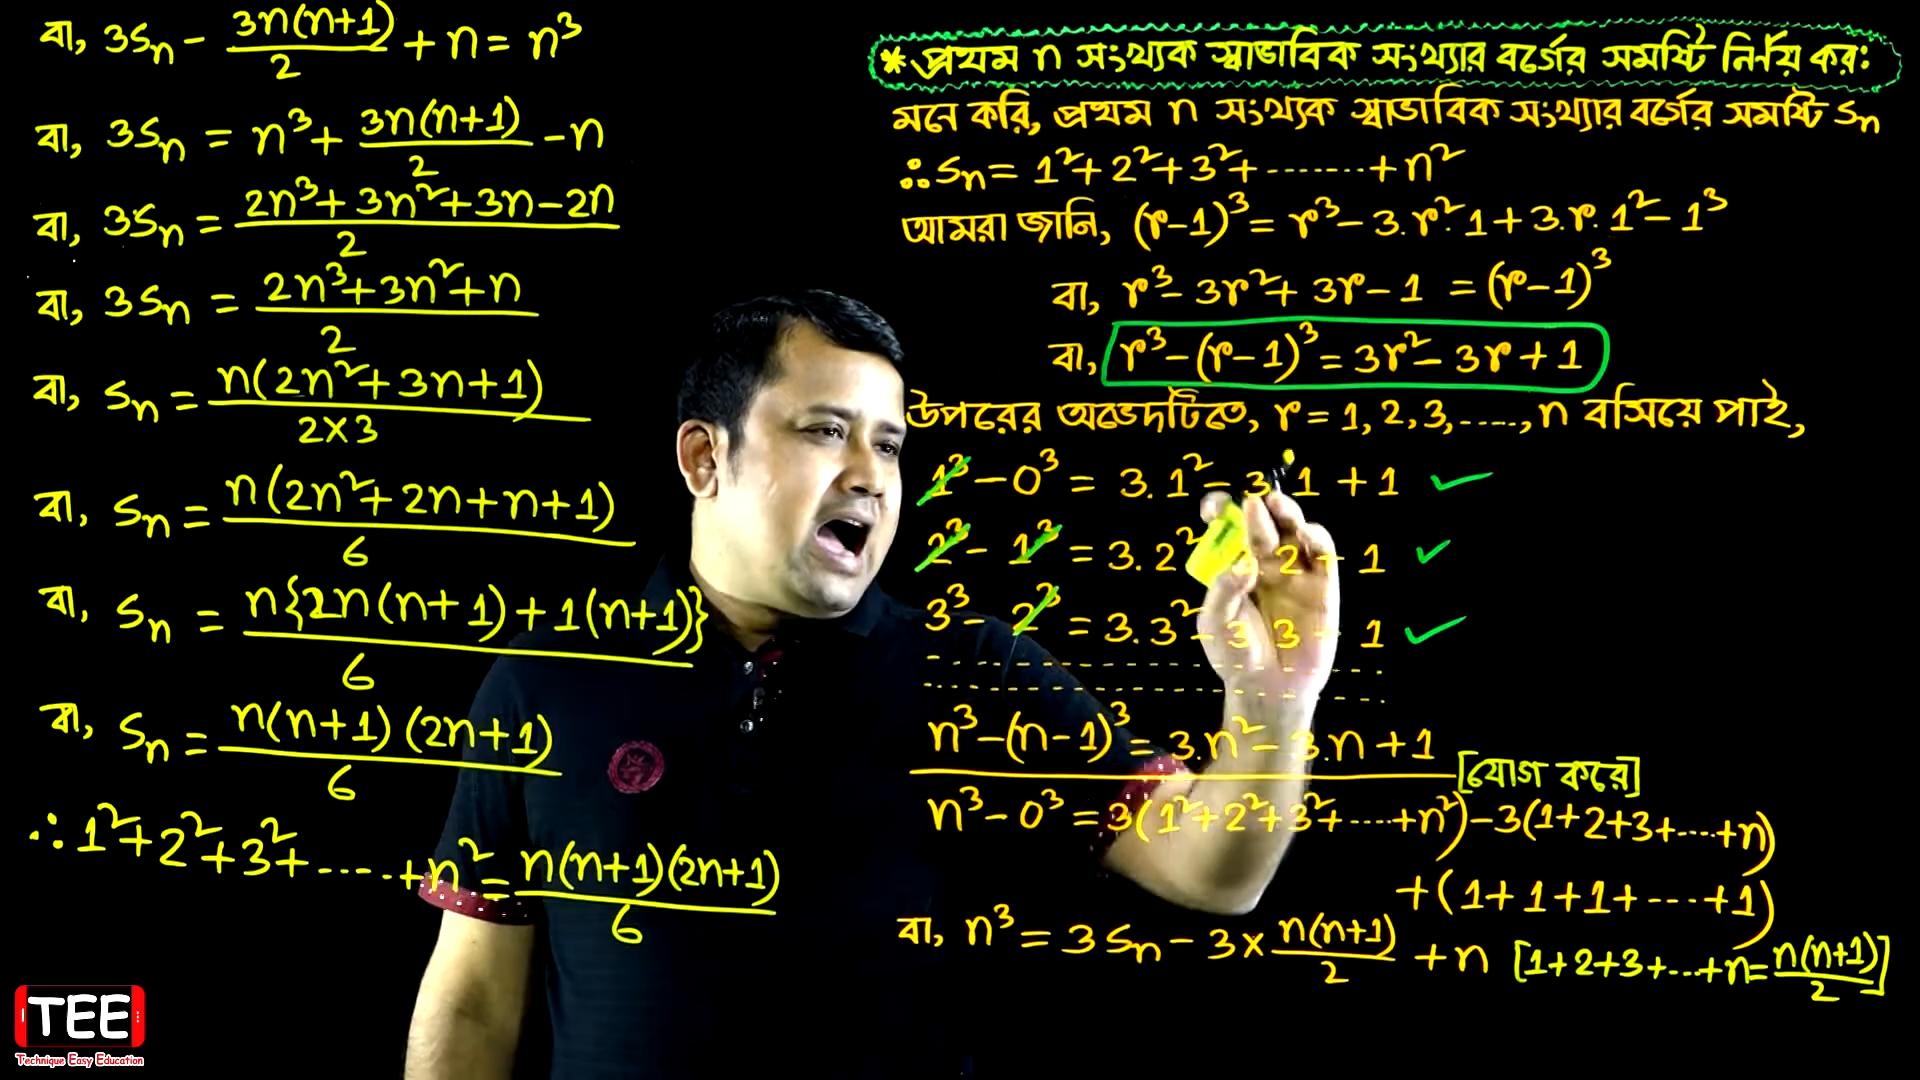 * প্রথম n সংখ্যক স্বাভাবিক সংখ্যার বর্গের সমষ্টি নির্ণয় কর:
মনে করি, প্রথম n সংখ্যক স্বাভাবিক সংখ্যার বর্গের সমষ্টি Sₙ
∴ Sₙ = 1² + 2² + 3² + ....... + n²
আমরা জানি, (r-1)³ = r³ - 3.r².1 + 3.r.1² - 1³
বা, r³ - 3r² + 3r - 1 = (r-1)³
বা, r³ - (r-1)³ = 3r² - 3r + 1
উপরের অভেদটিতে, r = 1, 2, 3, ....., n বসিয়ে পাই,
1³ - 0³ = 3.1² - 3.1 + 1
2³ - 1³ = 3.2² 2 + 1
3³ - 2³ = 3.3² - 3 3 - 1
n³ - (n-1)³ = 3.n² - 3.n + 1
[যোগ করে]
n³ - 0³ = 3(1² + 2² + 3² + ..... + n²) - 3(1 + 2 + 3 + ..... + n)
+ (1 + 1 + 1 + ..... + 1)
বা, n³ = 3Sₙ - 3 × n(n+1)/2 + n [1 + 2 + 3 + ... + n = n(n+1)/2]
বা, 3Sₙ - 3n(n+1)/2 + n = n³
বা, 3Sₙ = n³ + 3n(n+1)/2 - n
বা, 3Sₙ = 2n³ + 3n² + 3n - 2n/2
বা, 3Sₙ = 2n³ + 3n² + n/2
বা, Sₙ = n(2n² + 3n + 1)/2×3
বা, Sₙ = n(2n² + 2n + n + 1)/6
বা, Sₙ = n{2n(n+1) + 1(n+1)}/6
বা, Sₙ = n(n+1)(2n+1)/6
∴ 1² + 2² + 3² + ..... + n² = n(n+1)(2n+1)/6
TEE
Technique Easy Education